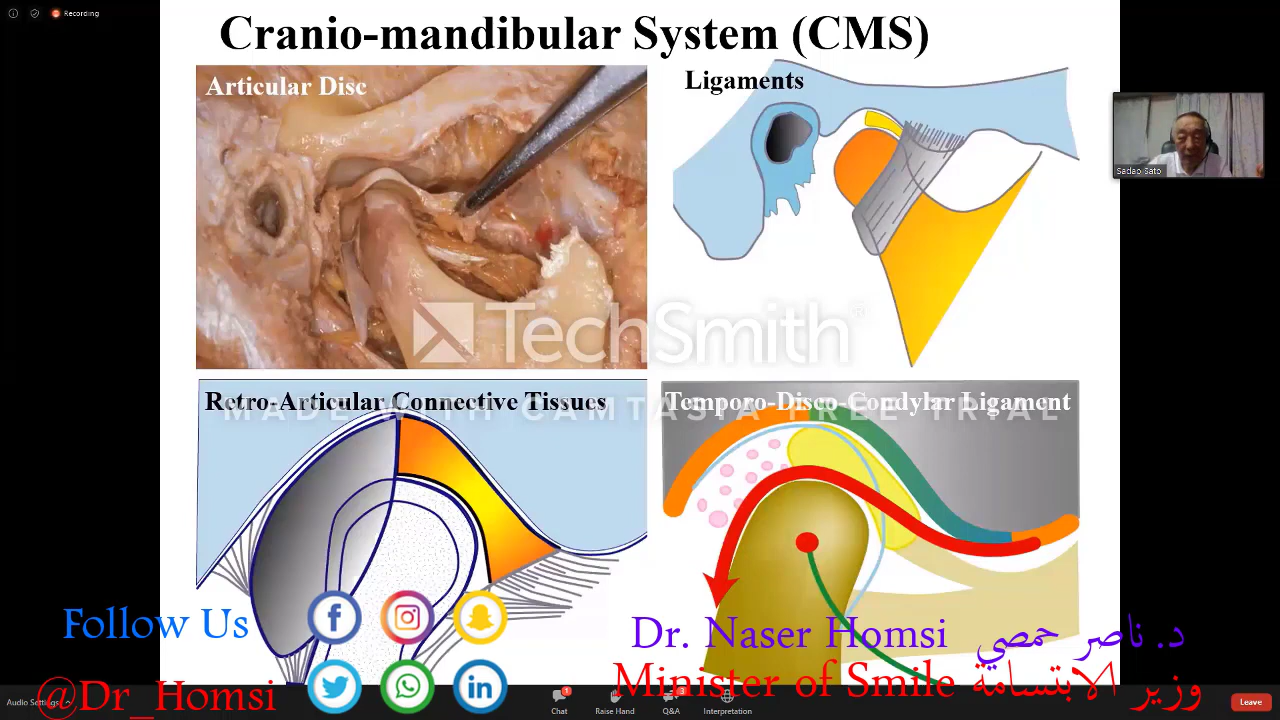 Recording
Cranio-mandibular System (CMS)
Articular Disc
Ligaments
Sadao Sato
TechSmith®
MADE WITH CAMTASIA FREE TRIAL
Retro-Articular Connective Tissues
Temporo-Disco-Condylar Ligament
Follow Us
@Dr_Homsi
Dr. Naser Homsi د. ناصر حمصي
Minister of Smile وزير الابتسامة
Audio Settings
1
Chat
Raise Hand
3
Q&A
Interpretation
Leave